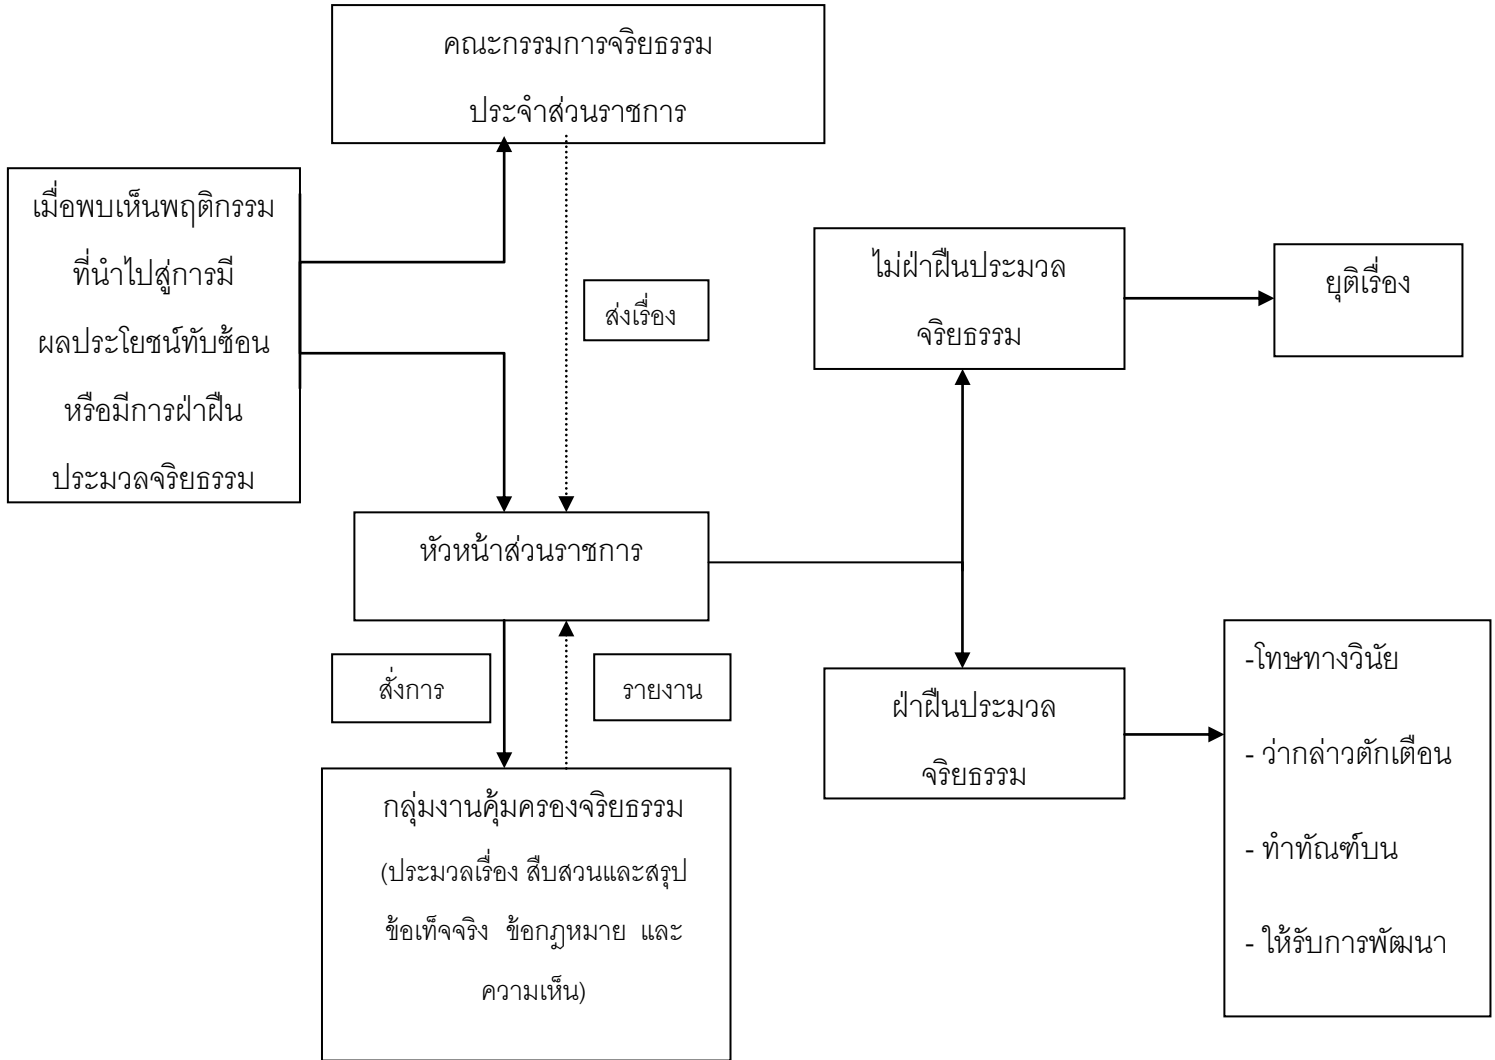 คณะกรรมการจริยธรรม
ประจำส่วนราชการ
เมื่อพบเห็นพฤติกรรม
ที่นำไปสู่การมี
ผลประโยชน์ทับซ้อน
หรือมีการฝ่าฝืน
ประมวลจริยธรรม
ส่งเรื่อง
ไม่ฝ่าฝืนประมวล
จริยธรรม
ยุติเรื่อง
หัวหน้าส่วนราชการ
สั่งการ
รายงาน
ฝ่าฝืนประมวล
จริยธรรม
-โทษทางวินัย
- ว่ากล่าวตักเตือน
- ทำทัณฑ์บน
- ให้รับการพัฒนา
กลุ่มงานคุ้มครองจริยธรรม
(ประมวลเรื่อง สืบสวนและสรุป
ข้อเท็จจริง ข้อกฎหมาย และ
ความเห็น)